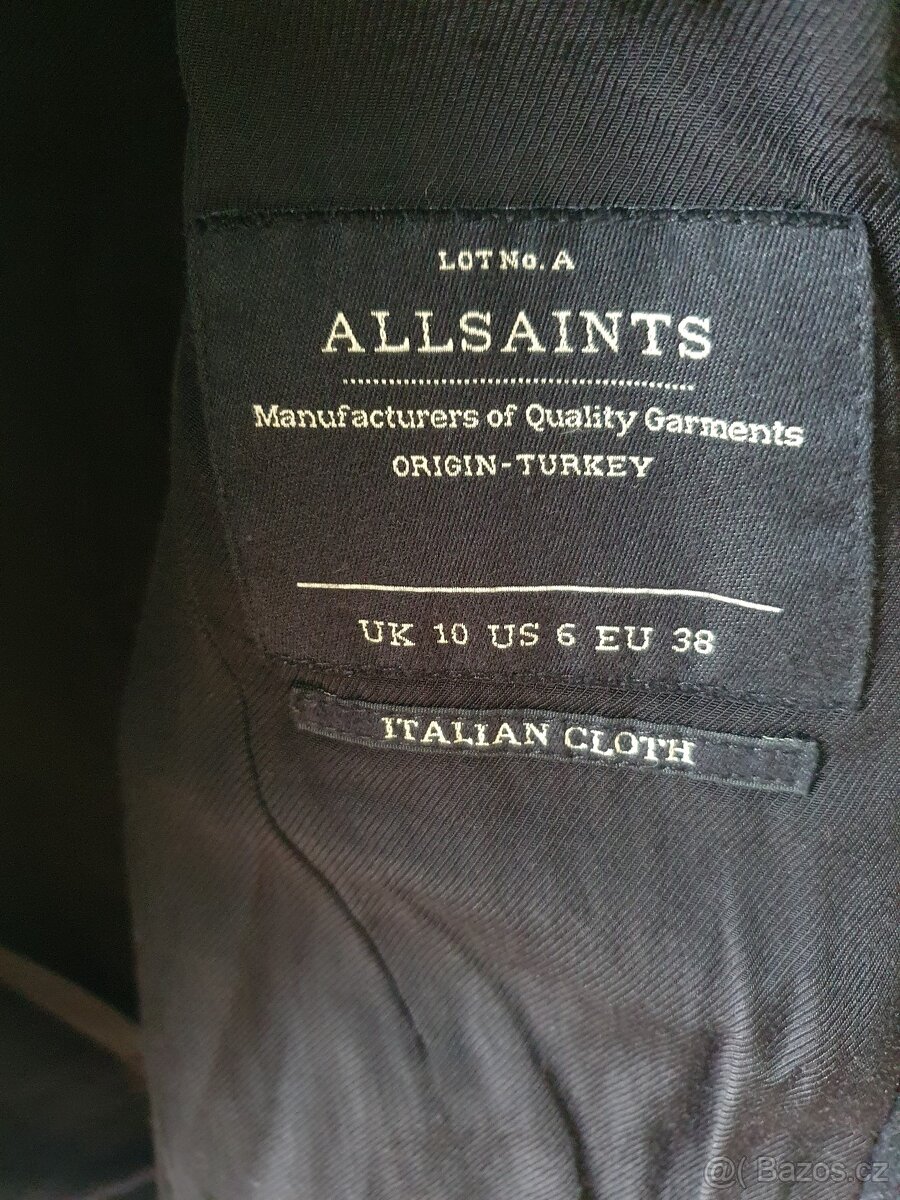 LOT No. A
ALLSAINTS
Manufacturers of Quality Garments
ORIGIN-TURKEY
UK 10 US 6 EU 38
ITALIAN CLOTH
@( Bazos.cz